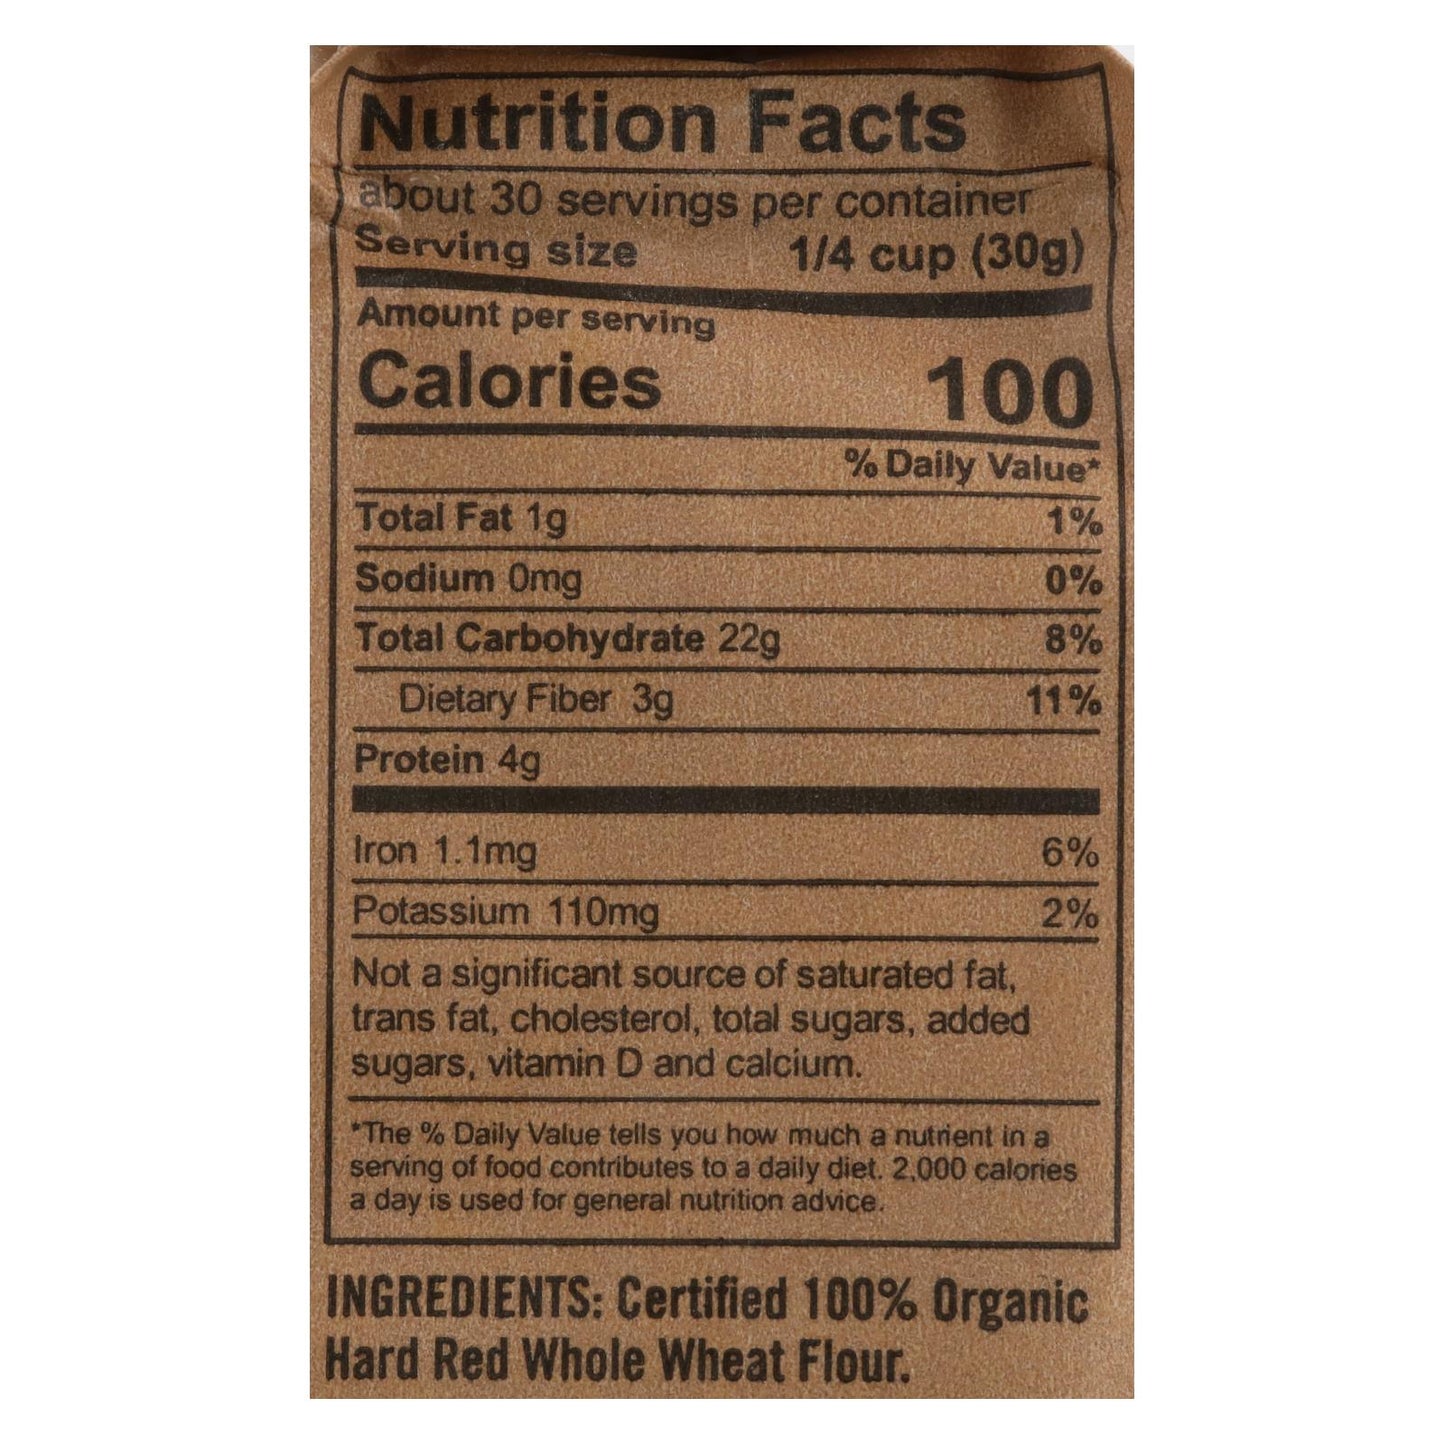 Nutrition Facts
about 30 servings per container
Serving size 1/4 cup (30g)
Amount per serving
Calories 100
% Daily Value*
Total Fat 1g 1%
Sodium 0mg 0%
Total Carbohydrate 22g 8%
Dietary Fiber 3g 11%
Protein 4g
Iron 1.1mg 6%
Potassium 110mg 2%
Not a significant source of saturated fat,
trans fat, cholesterol, total sugars, added
sugars, vitamin D and calcium.
*The % Daily Value tells you how much a nutrient in a
serving of food contributes to a daily diet. 2,000 calories
a day is used for general nutrition advice.
INGREDIENTS: Certified 100% Organic
Hard Red Whole Wheat Flour.